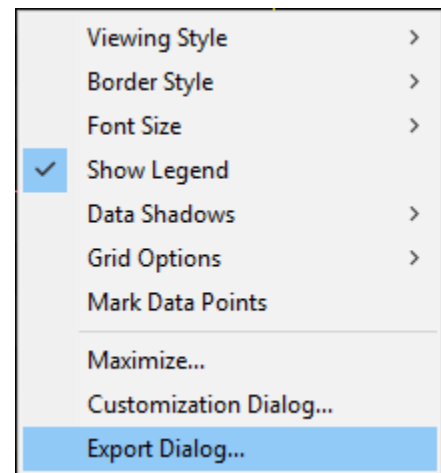 Viewing Style
Border Style
Font Size
Show Legend
Data Shadows
Grid Options
Mark Data Points
Maximize...
Customization Dialog...
Export Dialog...